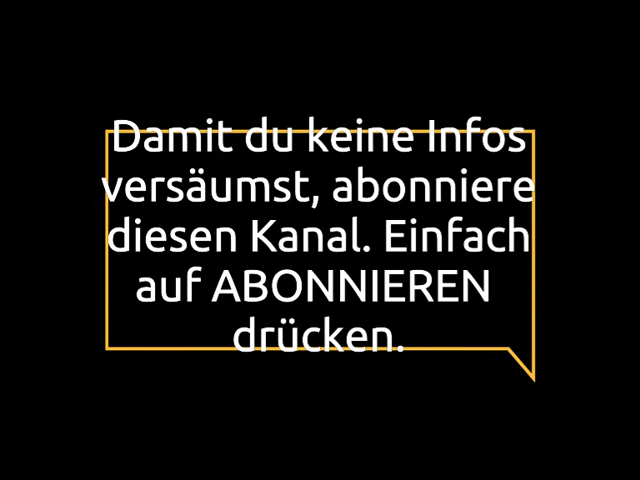 Damit du keine Infos
versäumst, abonniere
diesen Kanal. Einfach
auf ABONNIEREN
drücken.